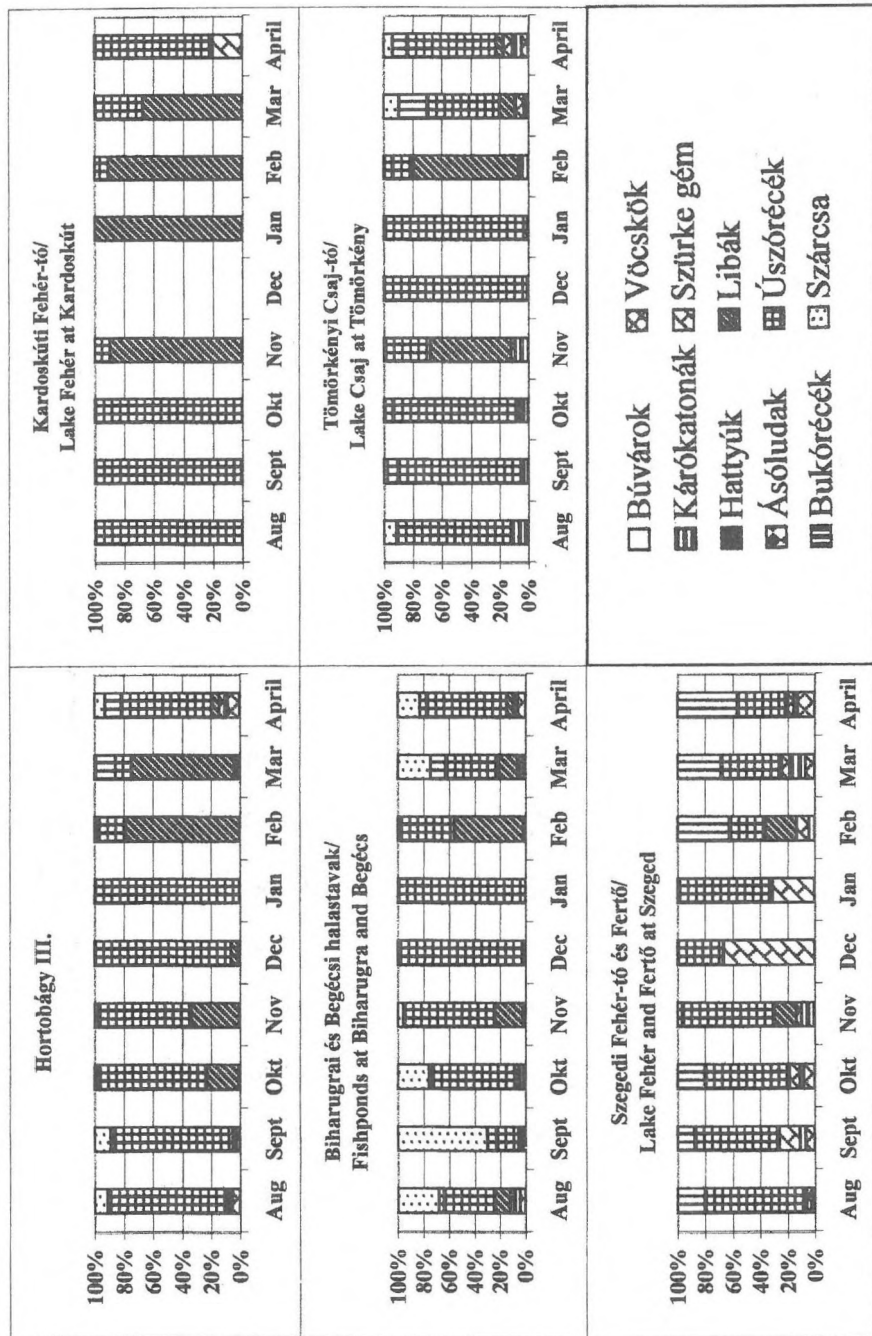 Hortobágy III.
100%
80%
60%
40%
20%
0%
Aug Sept Okt Nov Dec Jan Feb Mar April
Kardoskúti Fehér-tó/
Lake Fehér at Kardoskút
100%
80%
60%
40%
20%
0%
Aug Sept Okt Nov Dec Jan Feb Mar April
Biharugrai és Begécsi halastavak/
Fishponds at Biharugra and Begécs
100%
80%
60%
40%
20%
0%
Aug Sept Okt Nov Dec Jan Feb Mar April
Tömörkényi Csaj-tó/
Lake Csaj at Tömörkény
100%
80%
60%
40%
20%
0%
Aug Sept Okt Nov Dec Jan Feb Mar April
Szegedi Fehér-tó és Fertő/
Lake Fehér and Fertő at Szeged
100%
80%
60%
40%
20%
0%
Aug Sept Okt Nov Dec Jan Feb Mar April
Búvárok Vöcskök
Kárókatonák Szürke gém
Hattyúk Libák
Ásóludak Úszórécék
Bukórécék Szárcsa